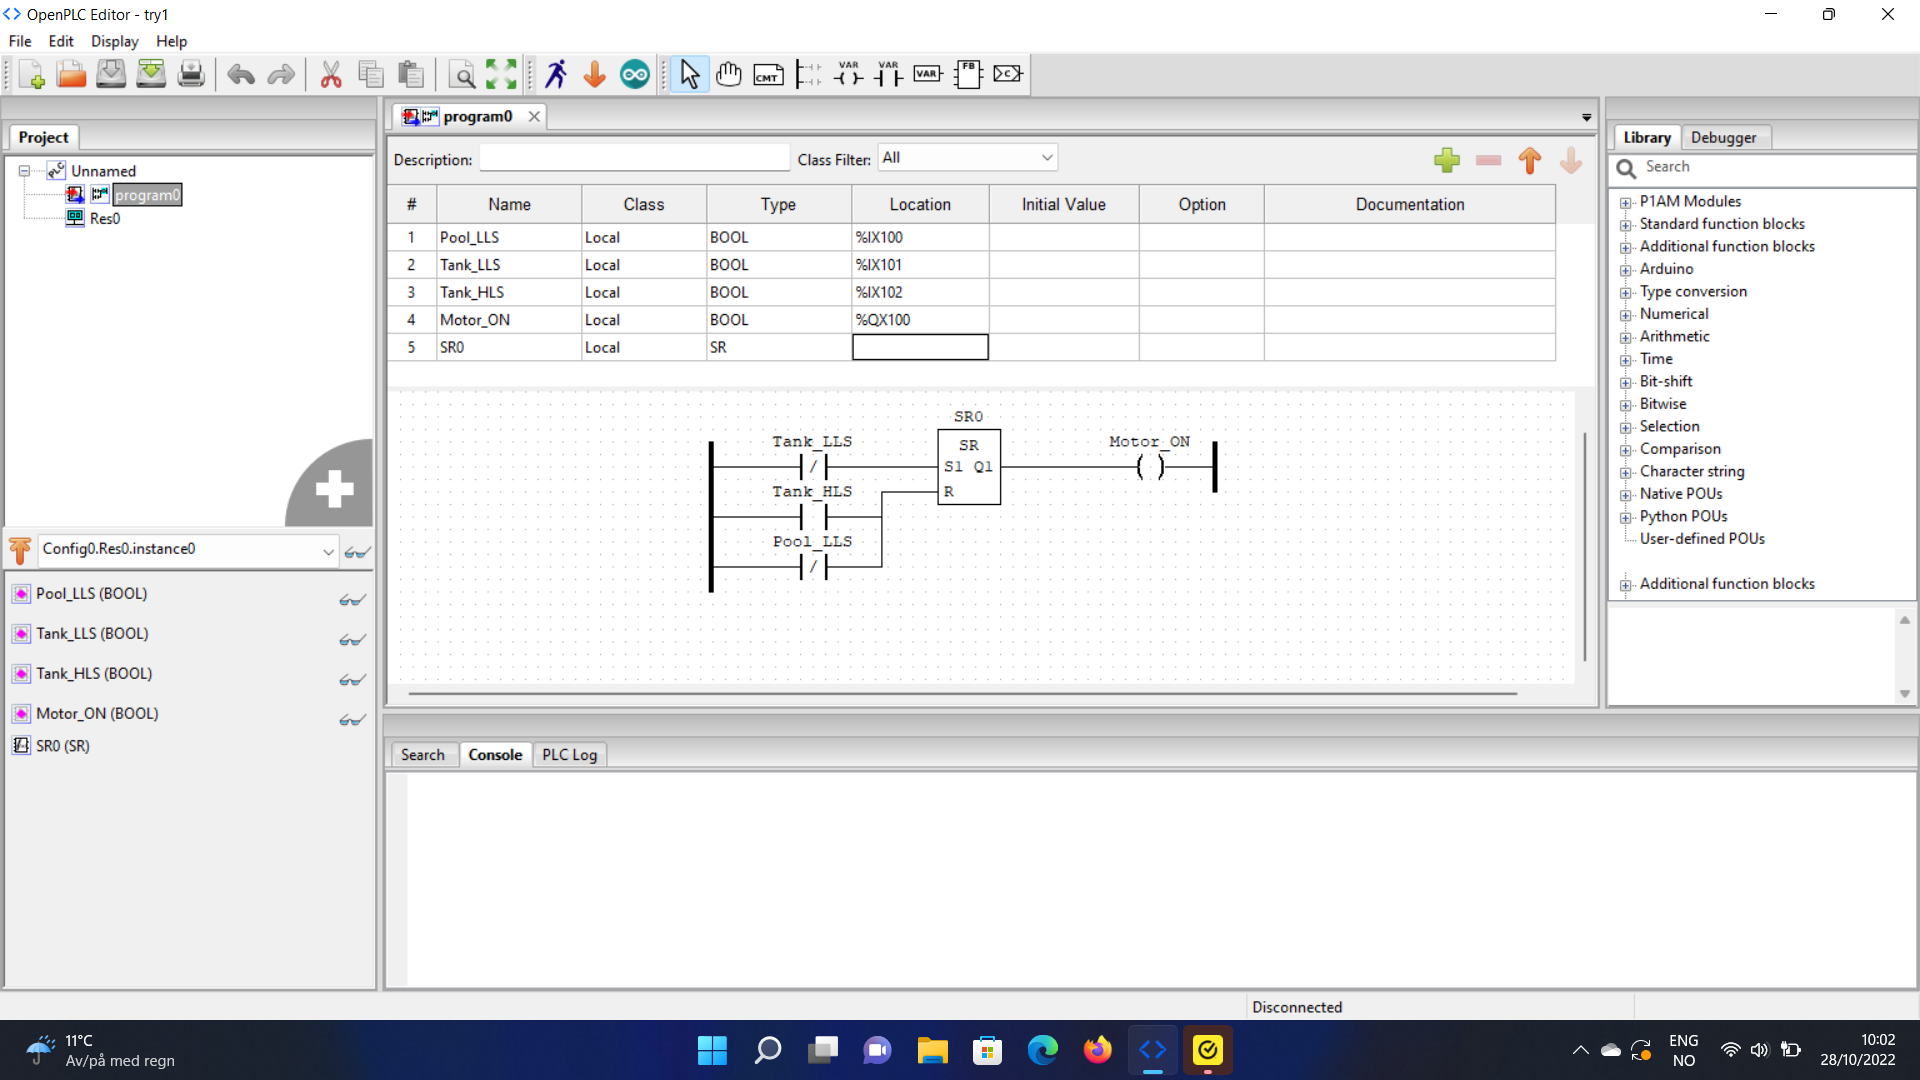 OpenPLC Editor - try1
File Edit Display Help
CMT VAR VAR VAR FB C
Project
Unnamed
program0
Res0
Config0.Res0.instance0
Pool_LLS (BOOL)
Tank_LLS (BOOL)
Tank_HLS (BOOL)
Motor_ON (BOOL)
SR0 (SR)
program0
Description: Class Filter: All
# Name Class Type Location Initial Value Option Documentation
1 Pool_LLS Local BOOL %IX100
2 Tank_LLS Local BOOL %IX101
3 Tank_HLS Local BOOL %IX102
4 Motor_ON Local BOOL %QX100
5 SR0 Local SR
SR0
Tank_LLS SR Motor_ON
S1 Q1
Tank_HLS R
Pool_LLS
Search Console PLC Log
Library Debugger
Search
P1AM Modules
Standard function blocks
Additional function blocks
Arduino
Type conversion
Numerical
Arithmetic
Time
Bit-shift
Bitwise
Selection
Comparison
Character string
Native POUs
Python POUs
User-defined POUs
Additional function blocks
Disconnected
11°C
Av/på med regn
ENG
NO
10:02
28/10/2022